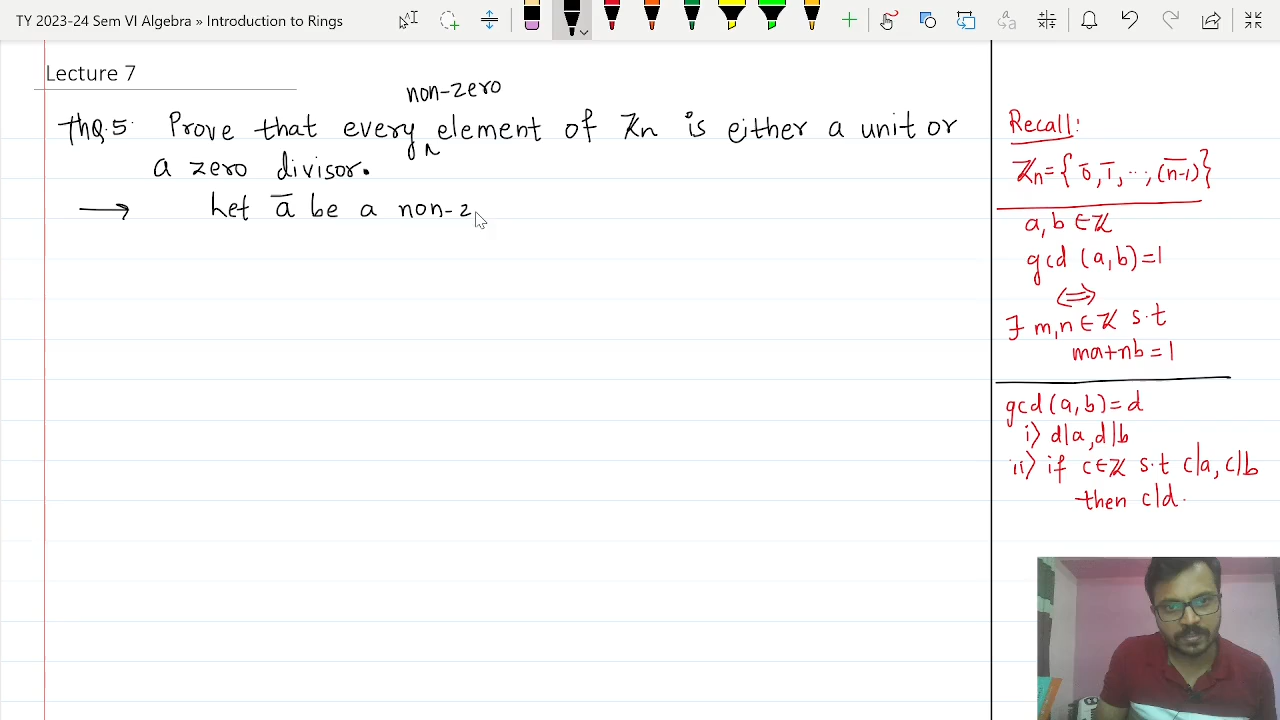 TY 2023-24 Sem VI Algebra » Introduction to Rings
Lecture 7
non-zero
ThQ.5. Prove that every ∧ element of ℤn is either a unit or
a zero divisor.
→ Let a̅ be a non-z
Recall:
ℤn = { 0̅, 1̅, ..., (n-1)̅ }
a, b ∈ ℤ
gcd (a, b) = 1
⇔
∃ m, n ∈ ℤ s.t
ma+nb = 1
gcd (a, b) = d
i) d|a, d|b
ii) if c ∈ ℤ s.t c|a, c|b
then c|d.